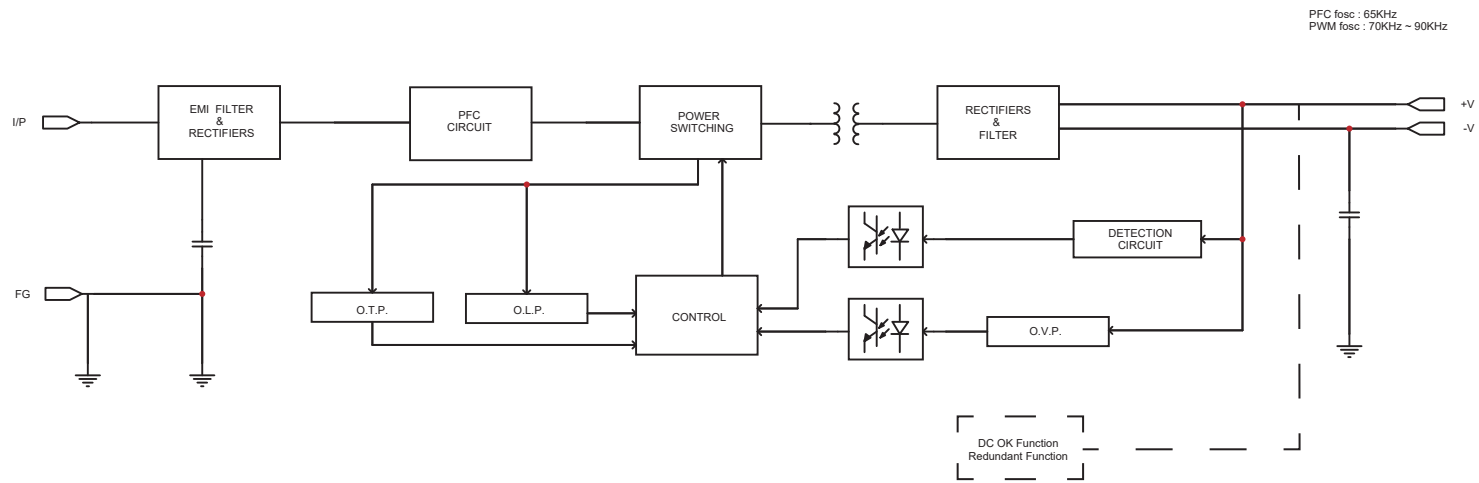 PFC fosc : 65KHz
PWM fosc : 70KHz ~ 90KHz
I/P
EMI FILTER
&
RECTIFIERS
PFC
CIRCUIT
POWER
SWITCHING
RECTIFIERS
&
FILTER
+V
-V
DETECTION
CIRCUIT
FG
O.T.P.
O.L.P.
CONTROL
O.V.P.
DC OK Function
Redundant Function